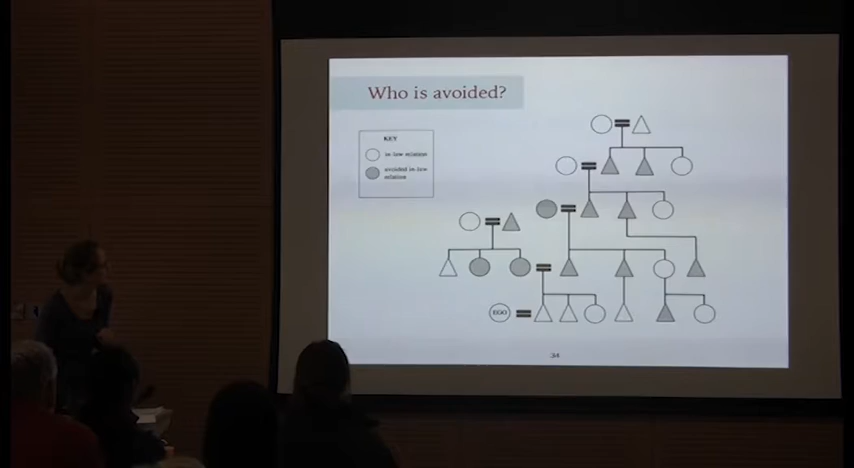 Who is avoided?
KEY
in-law relation
avoided in-law
relation
EGO
34